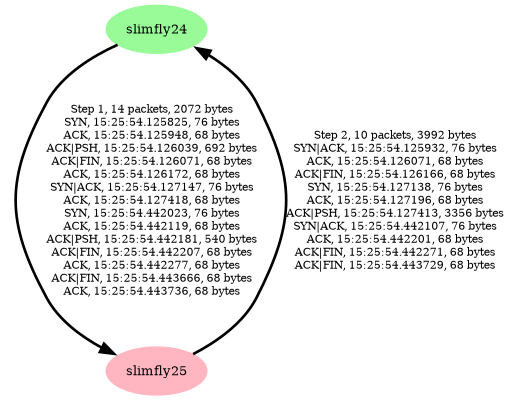 slimfly24
Step 1, 14 packets, 2072 bytes
SYN, 15:25:54.125825, 76 bytes
ACK, 15:25:54.125948, 68 bytes
ACK|PSH, 15:25:54.126039, 692 bytes
ACK|FIN, 15:25:54.126071, 68 bytes
ACK, 15:25:54.126172, 68 bytes
SYN|ACK, 15:25:54.127147, 76 bytes
ACK, 15:25:54.127418, 68 bytes
SYN, 15:25:54.442023, 76 bytes
ACK, 15:25:54.442119, 68 bytes
ACK|PSH, 15:25:54.442181, 540 bytes
ACK|FIN, 15:25:54.442207, 68 bytes
ACK, 15:25:54.442277, 68 bytes
ACK|FIN, 15:25:54.443666, 68 bytes
ACK, 15:25:54.443736, 68 bytes
Step 2, 10 packets, 3992 bytes
SYN|ACK, 15:25:54.125932, 76 bytes
ACK, 15:25:54.126071, 68 bytes
ACK|FIN, 15:25:54.126166, 68 bytes
SYN, 15:25:54.127138, 76 bytes
ACK, 15:25:54.127196, 68 bytes
ACK|PSH, 15:25:54.127413, 3356 bytes
SYN|ACK, 15:25:54.442107, 76 bytes
ACK, 15:25:54.442201, 68 bytes
ACK|FIN, 15:25:54.442271, 68 bytes
ACK|FIN, 15:25:54.443729, 68 bytes
slimfly25